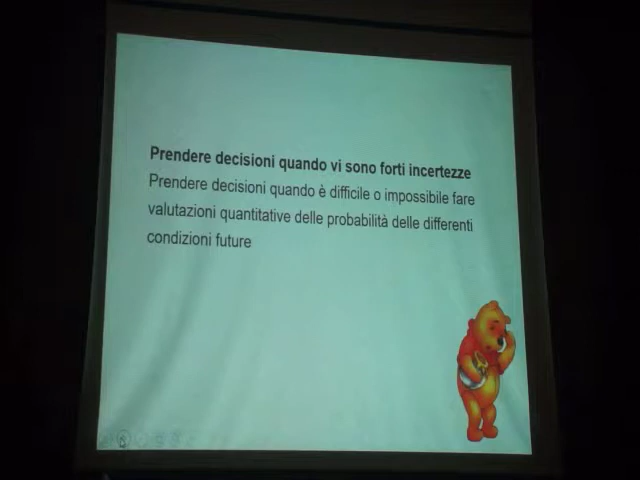 Prendere decisioni quando vi sono forti incertezze
Prendere decisioni quando è difficile o impossibile fare
valutazioni quantitative delle probabilità delle differenti
condizioni future